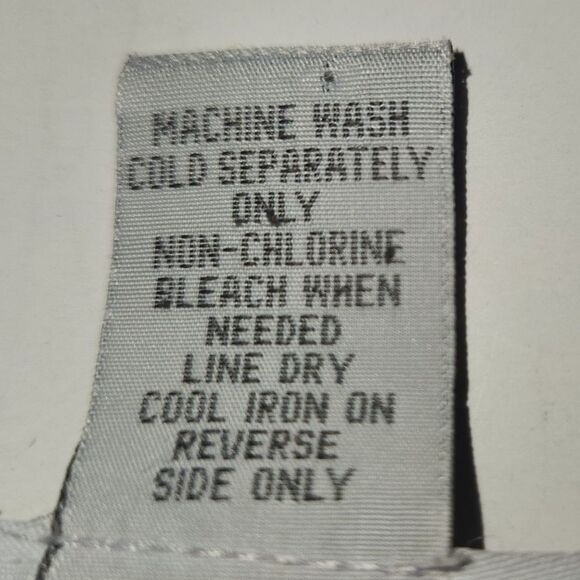 MACHINE WASH
COLD SEPARATELY
ONLY
NON-CHLORINE
BLEACH WHEN
NEEDED
LINE DRY
COOL IRON ON
REVERSE
SIDE ONLY